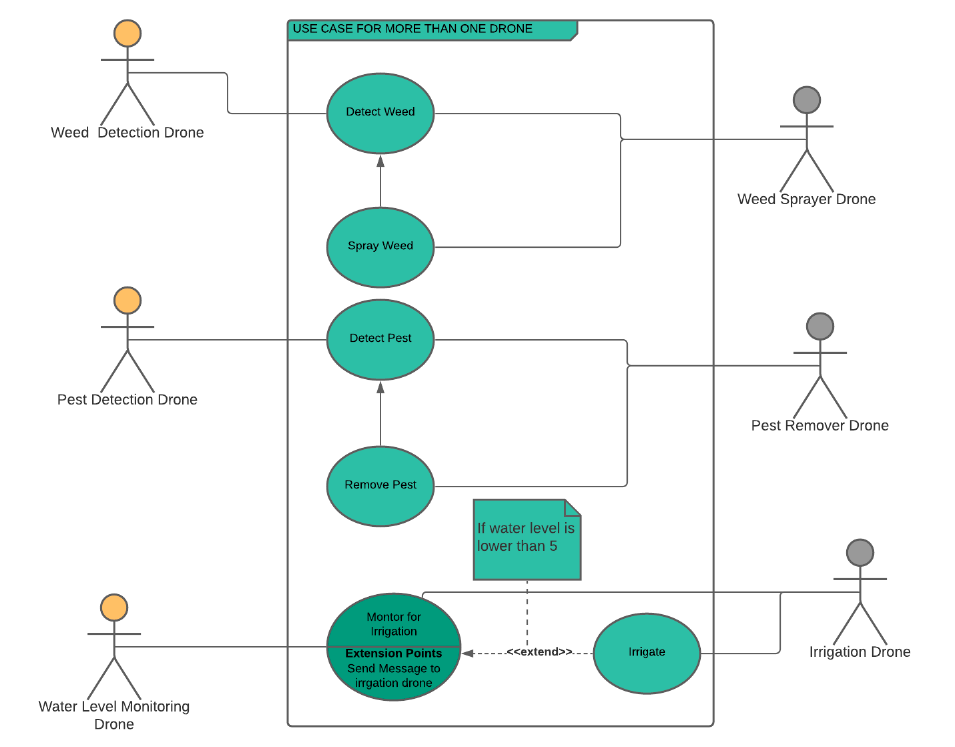 USE CASE FOR MORE THAN ONE DRONE
Detect Weed
Weed Detection Drone
Weed Sprayer Drone
Spray Weed
Detect Pest
Pest Detection Drone
Pest Remover Drone
Remove Pest
If water level is
lower than 5
Montor for
Irrigation
Extension Points
Send Message to
irrgation drone
<<extend>>
Irrigate
Irrigation Drone
Water Level Monitoring
Drone